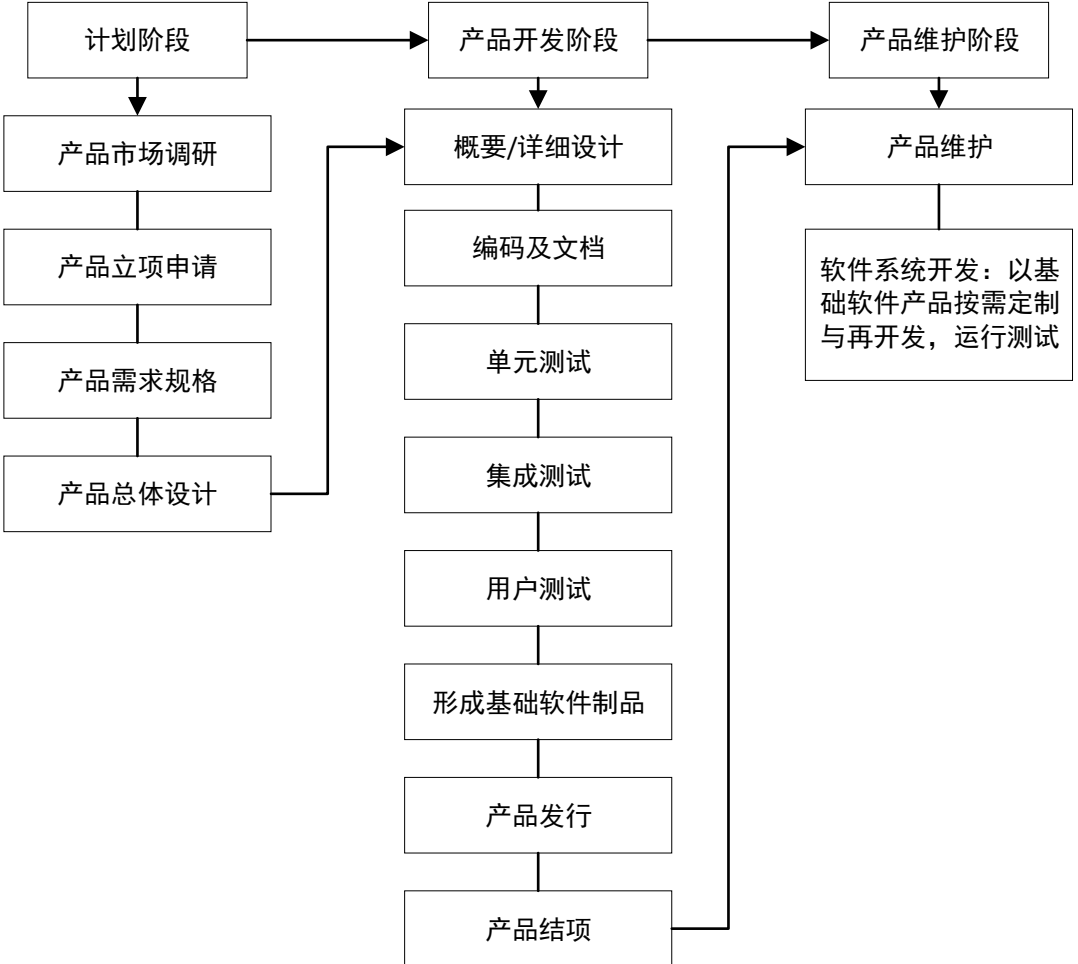 计划阶段
产品开发阶段
产品维护阶段
产品市场调研
产品立项申请
产品需求规格
产品总体设计
概要/详细设计
编码及文档
单元测试
集成测试
用户测试
形成基础软件制品
产品发行
产品结项
产品维护
软件系统开发：以基
础软件产品按需定制
与再开发，运行测试